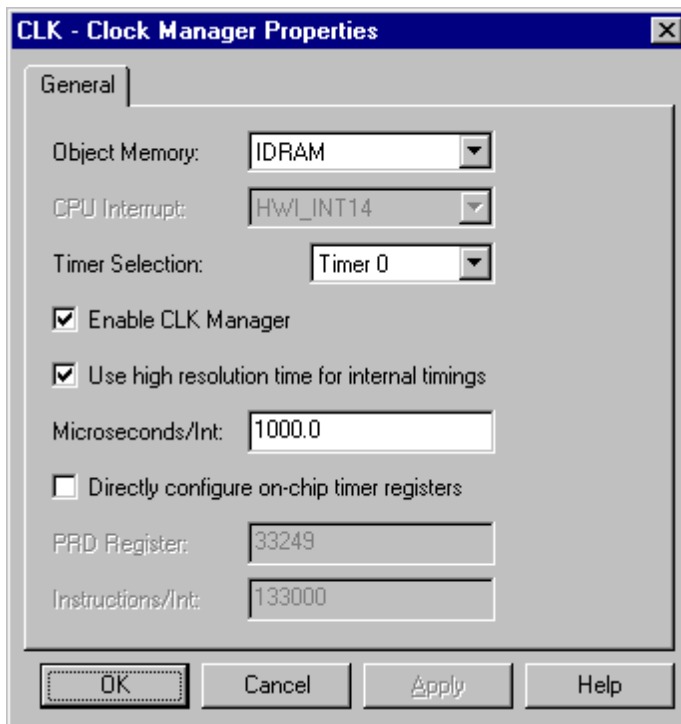 CLK - Clock Manager Properties
General
Object Memory: IDRAM
CPU Interrupt: HWI_INT14
Timer Selection: Timer 0
Enable CLK Manager
Use high resolution time for internal timings
Microseconds/Int: 1000.0
Directly configure on-chip timer registers
PRD Register: 33249
Instructions/Int: 133000
OK Cancel Apply Help